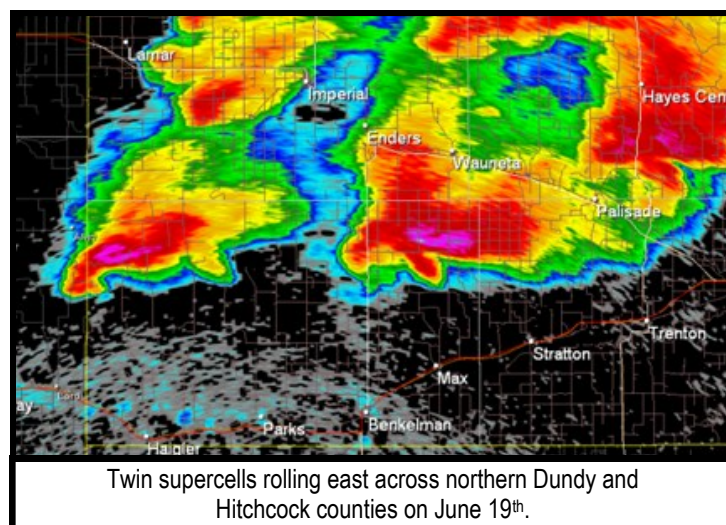 Lamar
Imperial
Hayes Cen
Enders
Wauneta
Palisade
Trenton
Stratton
Max
ay
Parks
Benkelman
Haigler
Twin supercells rolling east across northern Dundy and
Hitchcock counties on June 19th.